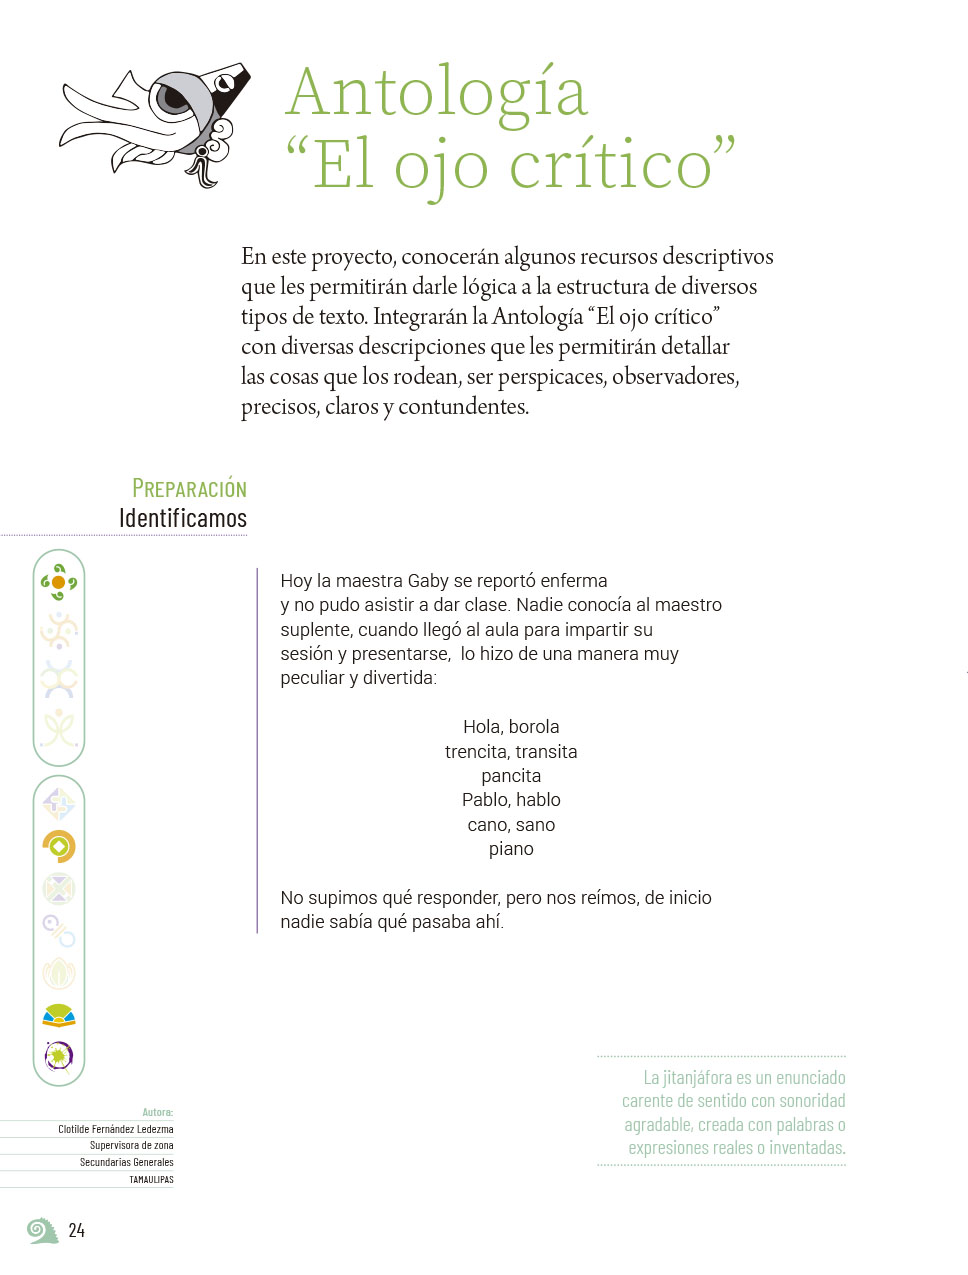 Antología
“El ojo crítico”
En este proyecto, conocerán algunos recursos descriptivos
que les permitirán darle lógica a la estructura de diversos
tipos de texto. Integrarán la Antología “El ojo crítico”
con diversas descripciones que les permitirán detallar
las cosas que los rodean, ser perspicaces, observadores,
precisos, claros y contundentes.
Preparación
Identificamos
Hoy la maestra Gaby se reportó enferma
y no pudo asistir a dar clase. Nadie conocía al maestro
suplente, cuando llegó al aula para impartir su
sesión y presentarse,  lo hizo de una manera muy
peculiar y divertida:
Hola, borola
trencita, transita
pancita
Pablo, hablo
cano, sano
piano
No supimos qué responder, pero nos reímos, de inicio
nadie sabía qué pasaba ahí.
La jitanjáfora es un enunciado
carente de sentido con sonoridad
agradable, creada con palabras o
expresiones reales o inventadas.
Autora:
Clotilde Fernández Ledezma
Supervisora de zona
Secundarias Generales
TAMAULIPAS
24